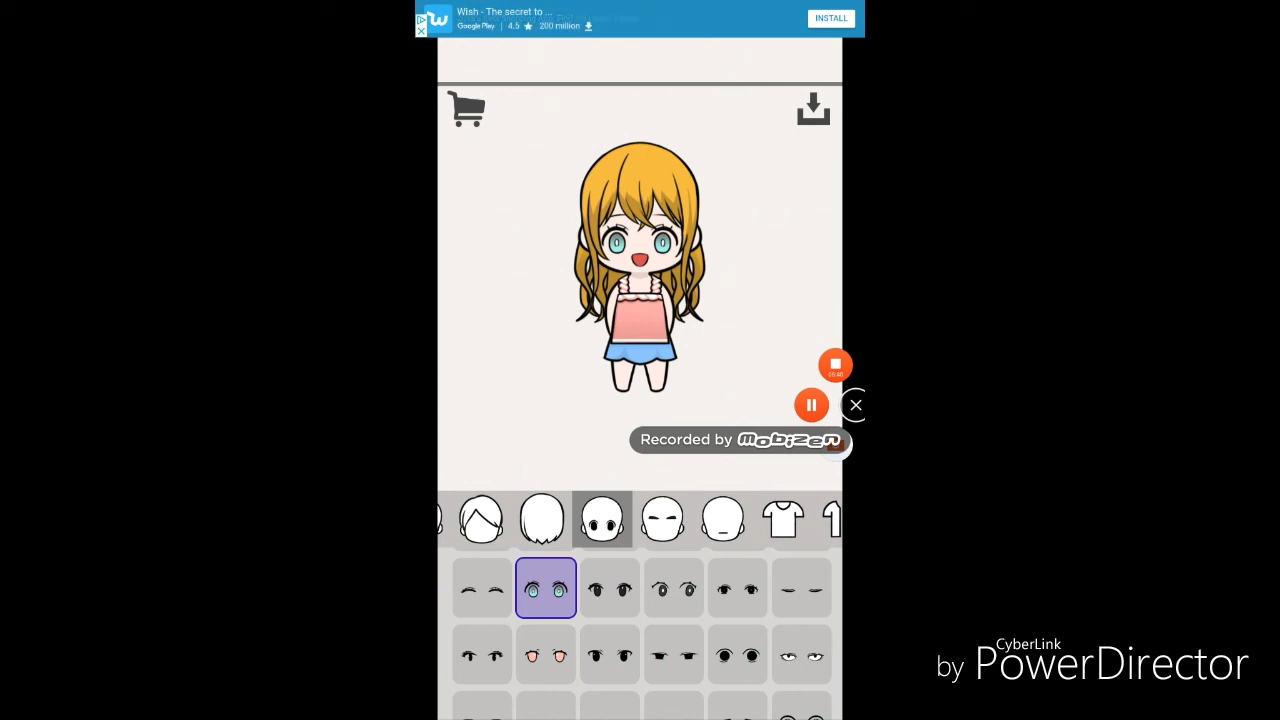 Wish - The secret to ...
Google Play | 4.5 ★ 200 million
INSTALL
Recorded by mobizen
CyberLink
by PowerDirector